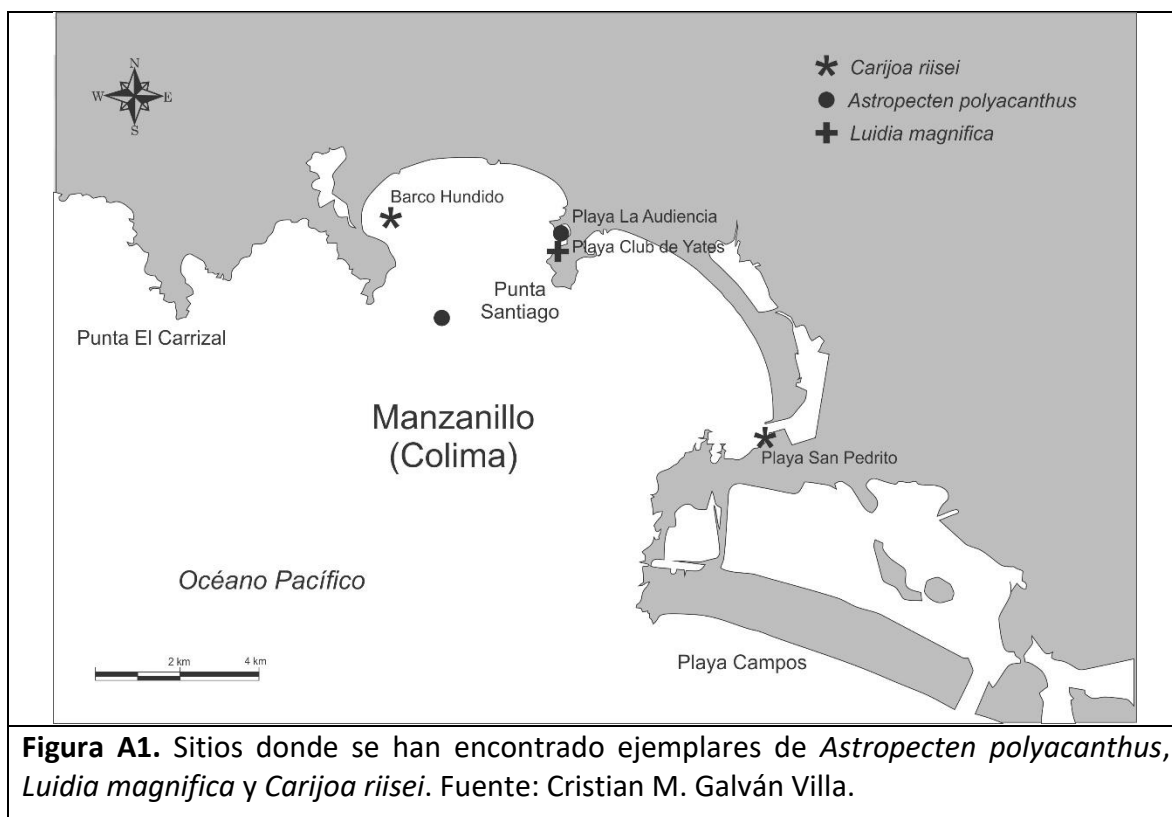 N
W E
S
Carijoa riisei
Astropecten polyacanthus
Luidia magnifica
Barco Hundido
Playa La Audiencia
Playa Club de Yates
Punta
Santiago
Punta El Carrizal
Manzanillo
(Colima)
Playa San Pedrito
Océano Pacífico
2 km 4 km
Playa Campos
Figura A1. Sitios donde se han encontrado ejemplares de Astropecten polyacanthus,
Luidia magnifica y Carijoa riisei. Fuente: Cristian M. Galván Villa.